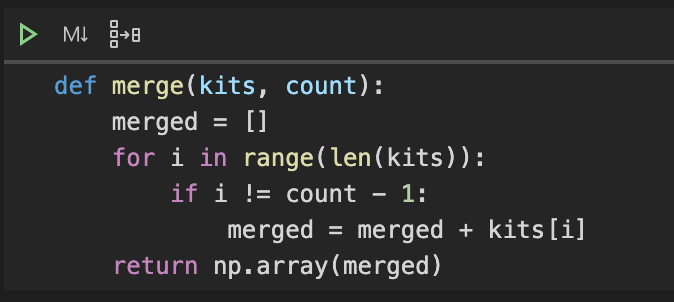 M↓
def merge(kits, count):
    merged = []
    for i in range(len(kits)):
        if i != count - 1:
            merged = merged + kits[i]
    return np.array(merged)